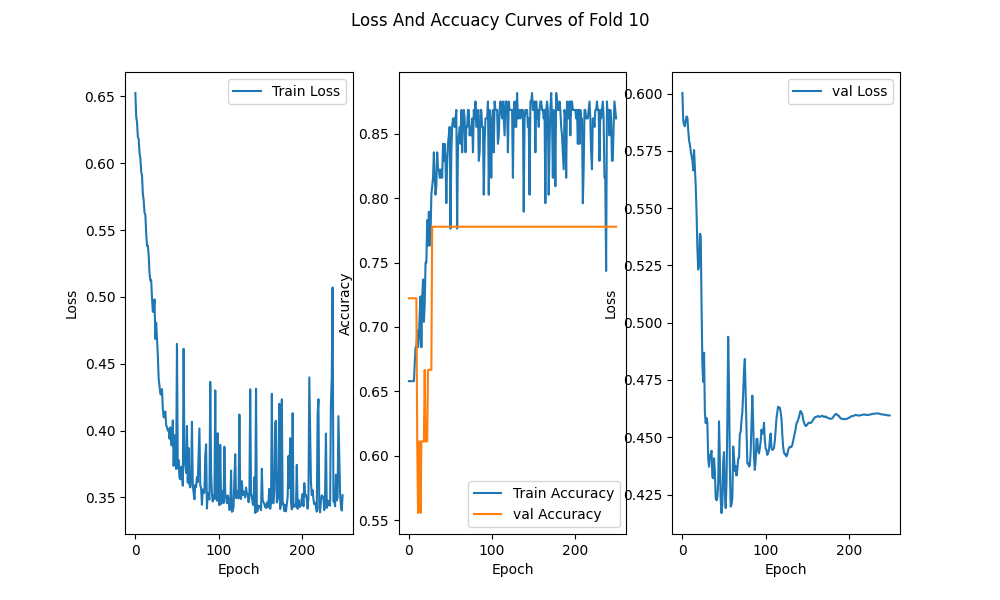 Loss And Accuacy Curves of Fold 10
Train Loss
0.65
0.60
0.55
0.50
0.45
0.40
0.35
0
100
200
Epoch
Loss
0.85
0.80
0.75
0.70
0.65
0.60
0.55
0
100
200
Epoch
Accuracy
Train Accuracy
val Accuracy
val Loss
0.600
0.575
0.550
0.525
0.500
0.475
0.450
0.425
0
100
200
Epoch
Loss